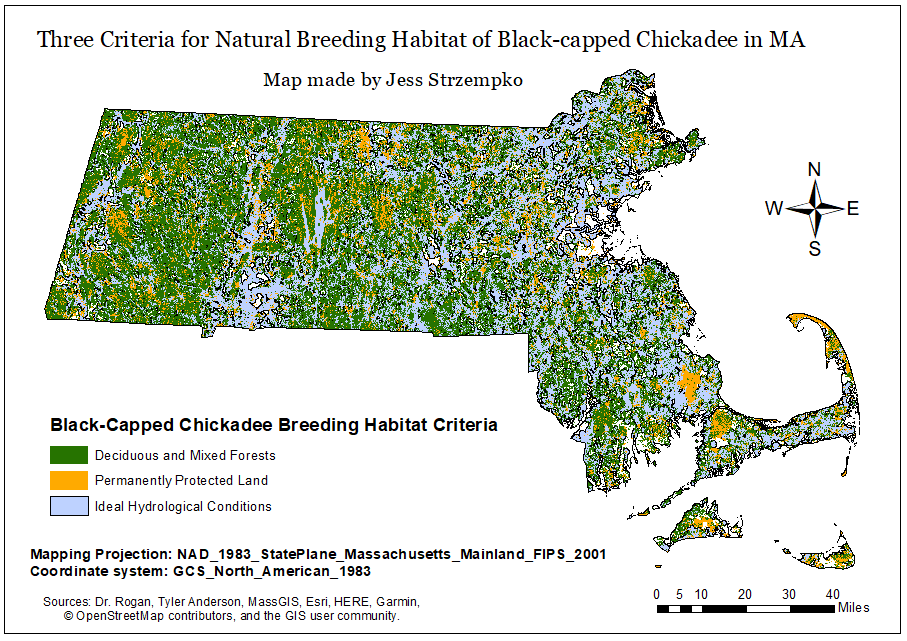 Three Criteria for Natural Breeding Habitat of Black-capped Chickadee in MA
Map made by Jess Strzempko
N
W E
S
Black-Capped Chickadee Breeding Habitat Criteria
Deciduous and Mixed Forests
Permanently Protected Land
Ideal Hydrological Conditions
Mapping Projection: NAD_1983_StatePlane_Massachusetts_Mainland_FIPS_2001
Coordinate system: GCS_North_American_1983
Sources: Dr. Rogan, Tyler Anderson, MassGIS, Esri, HERE, Garmin,
© OpenStreetMap contributors, and the GIS user community.
0 5 10 20 30 40
Miles